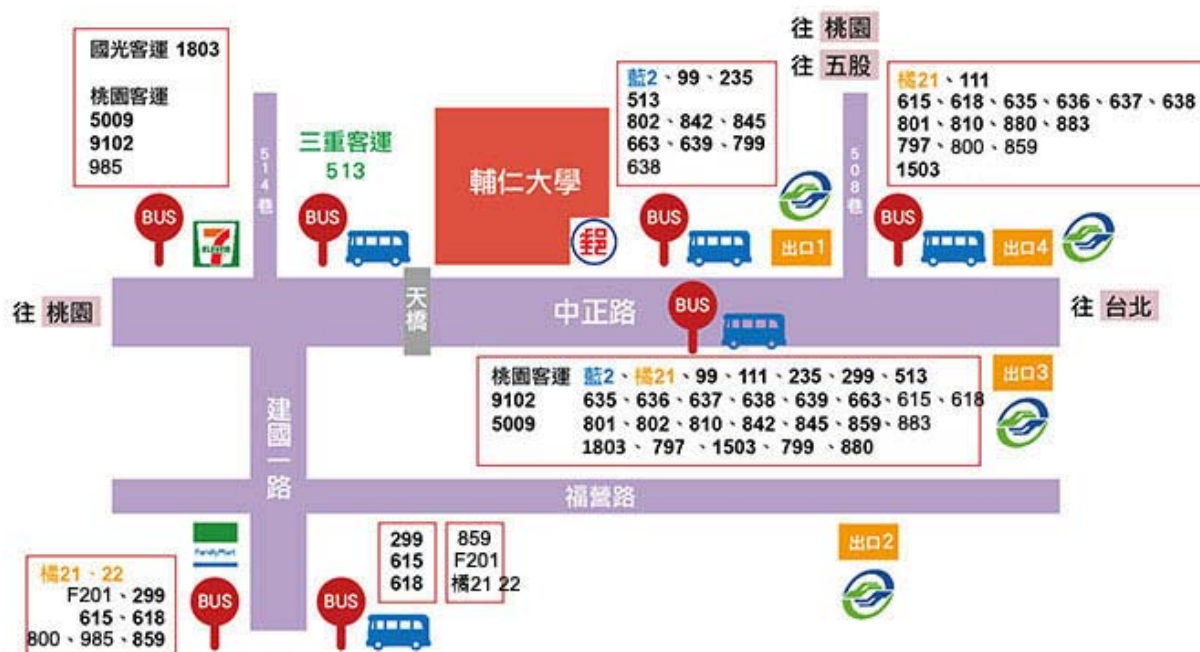 國光客運 1803
桃園客運
5009
9102
985
BUS
7
ELEVEn
514巷
三重客運
513
BUS
輔仁大學
郵
藍2、99、235
513
802、842、845
663、639、799
638
BUS
出口1
往 桃園
往 五股
508巷
橘21、111
615、618、635、636、637、638
801、810、880、883
797、800、859
1503
BUS
出口4
往 桃園
天橋
中正路
BUS
往 台北
建國一路
桃園客運 藍2、橘21、99、111、235、299、513
9102 635、636、637、638、639、663、615、618
5009 801、802、810、842、845、859、883
1803、797、1503、799、880
出口3
福營路
FamilyMart
橘21、22
F201、299
615、618
800、985、859
BUS
BUS
299
615
618
859
F201
橘21 22
出口2